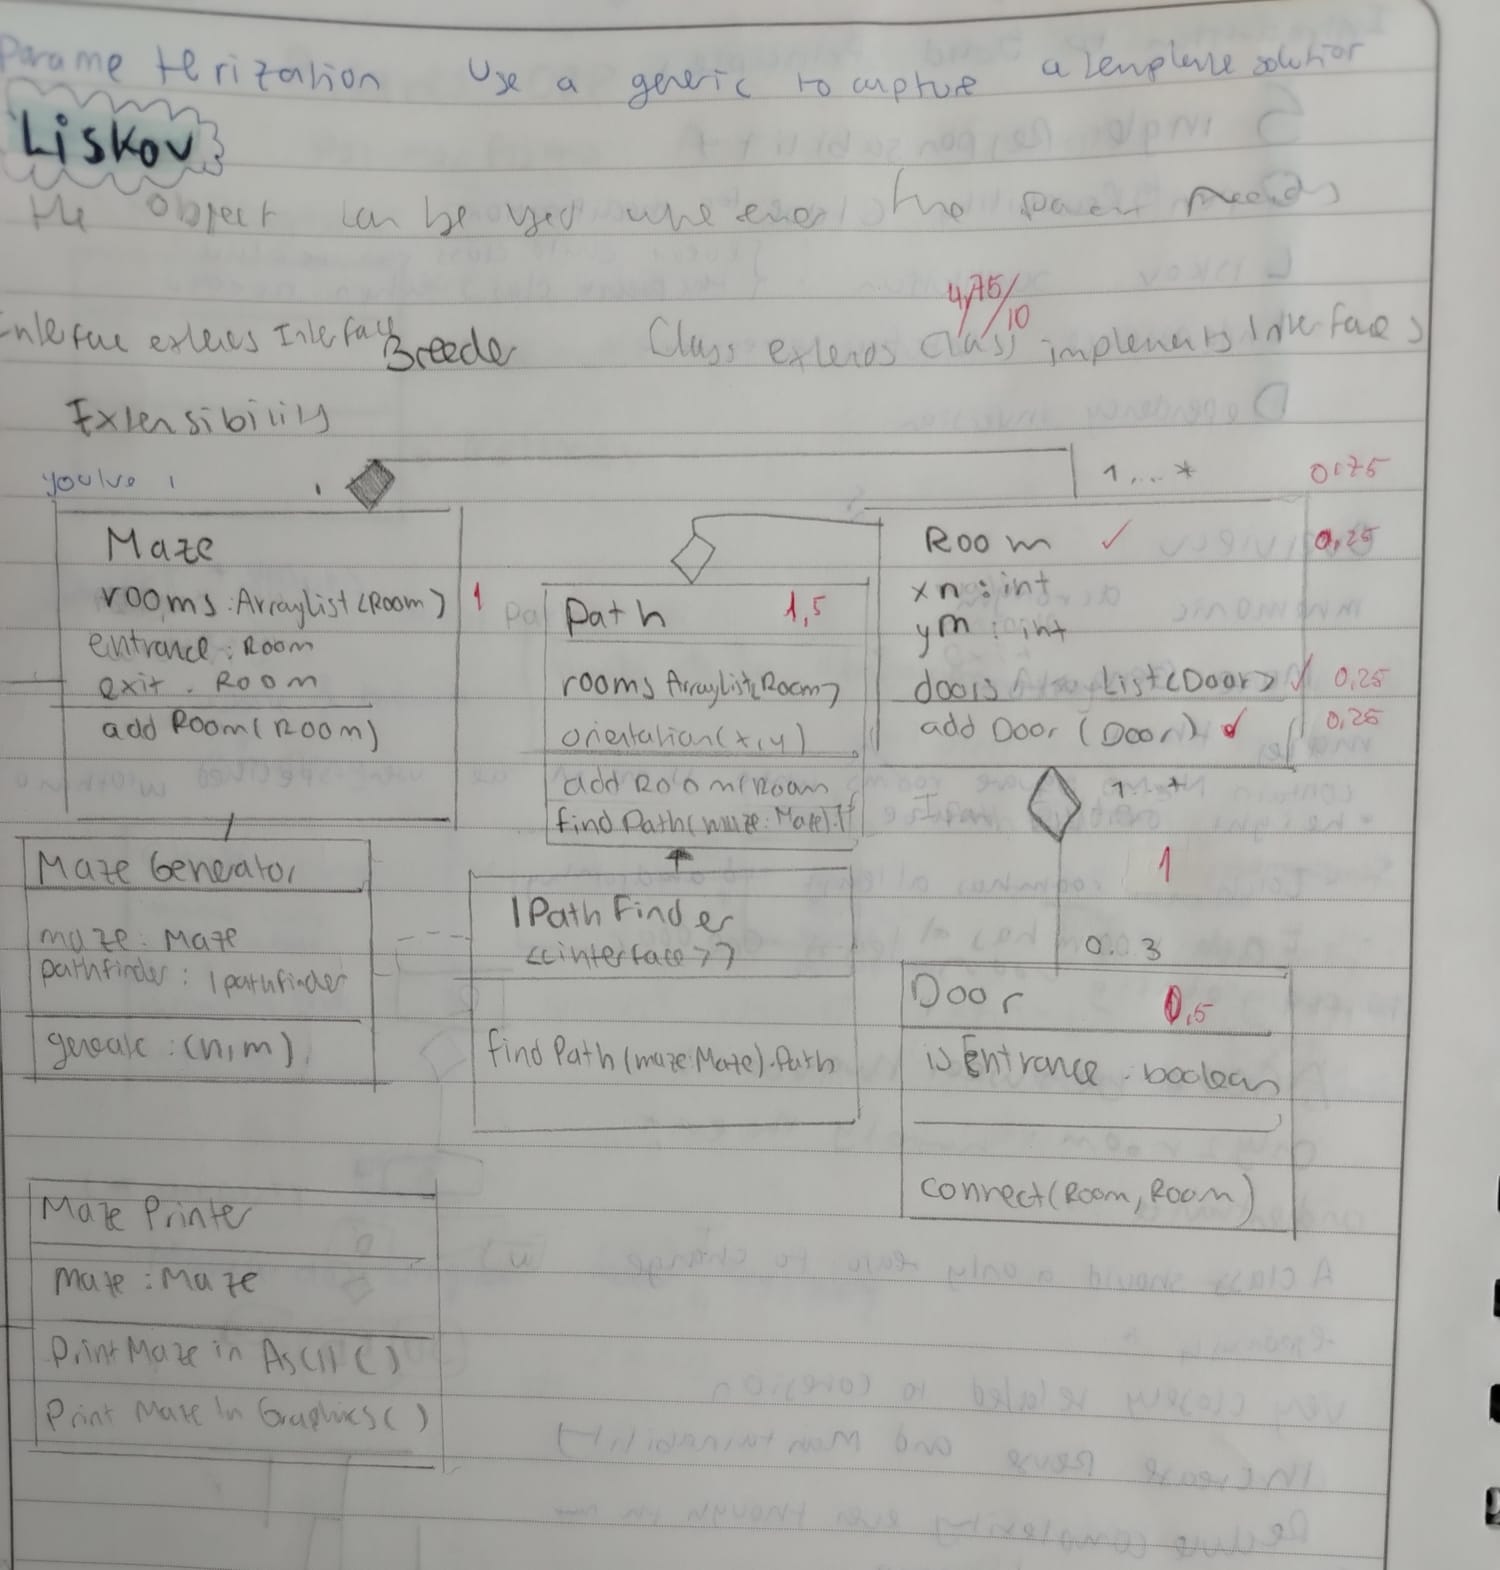 Parameterization Use a generic to capture a template solution
Liskov
the object can be used whenever the parent needs
Interface extends Interface Breeder Class extends class implements Interfaces
4,75/10
Extensibility
you've 1
1...* 0,75
Maze
rooms: Arraylist(Room) 1
entrance: Room
exit . Room
add Room(Room)
Path 1,5
rooms Arraylist(Room)
orientation(x,y)
add Room(Room
find Path(maze: Maze)
Room ✓ 0,25
xn: int
ym: int
doors List(Door) ✓ 0,25
add Door (Door) ✓ 0,25
1 *
1
0..3
Maze Generator
maze: Maze
pathfinder: Ipathfinder
generate: (n,m)
IPathFinder
<<interface>>
find Path(maze:Maze).Path
Door 0,5
isEntrance . boolean
connect(Room, Room)
Maze Printer
Maze: Maze
Print Maze in ASCII()
Print Maze In Graphics()